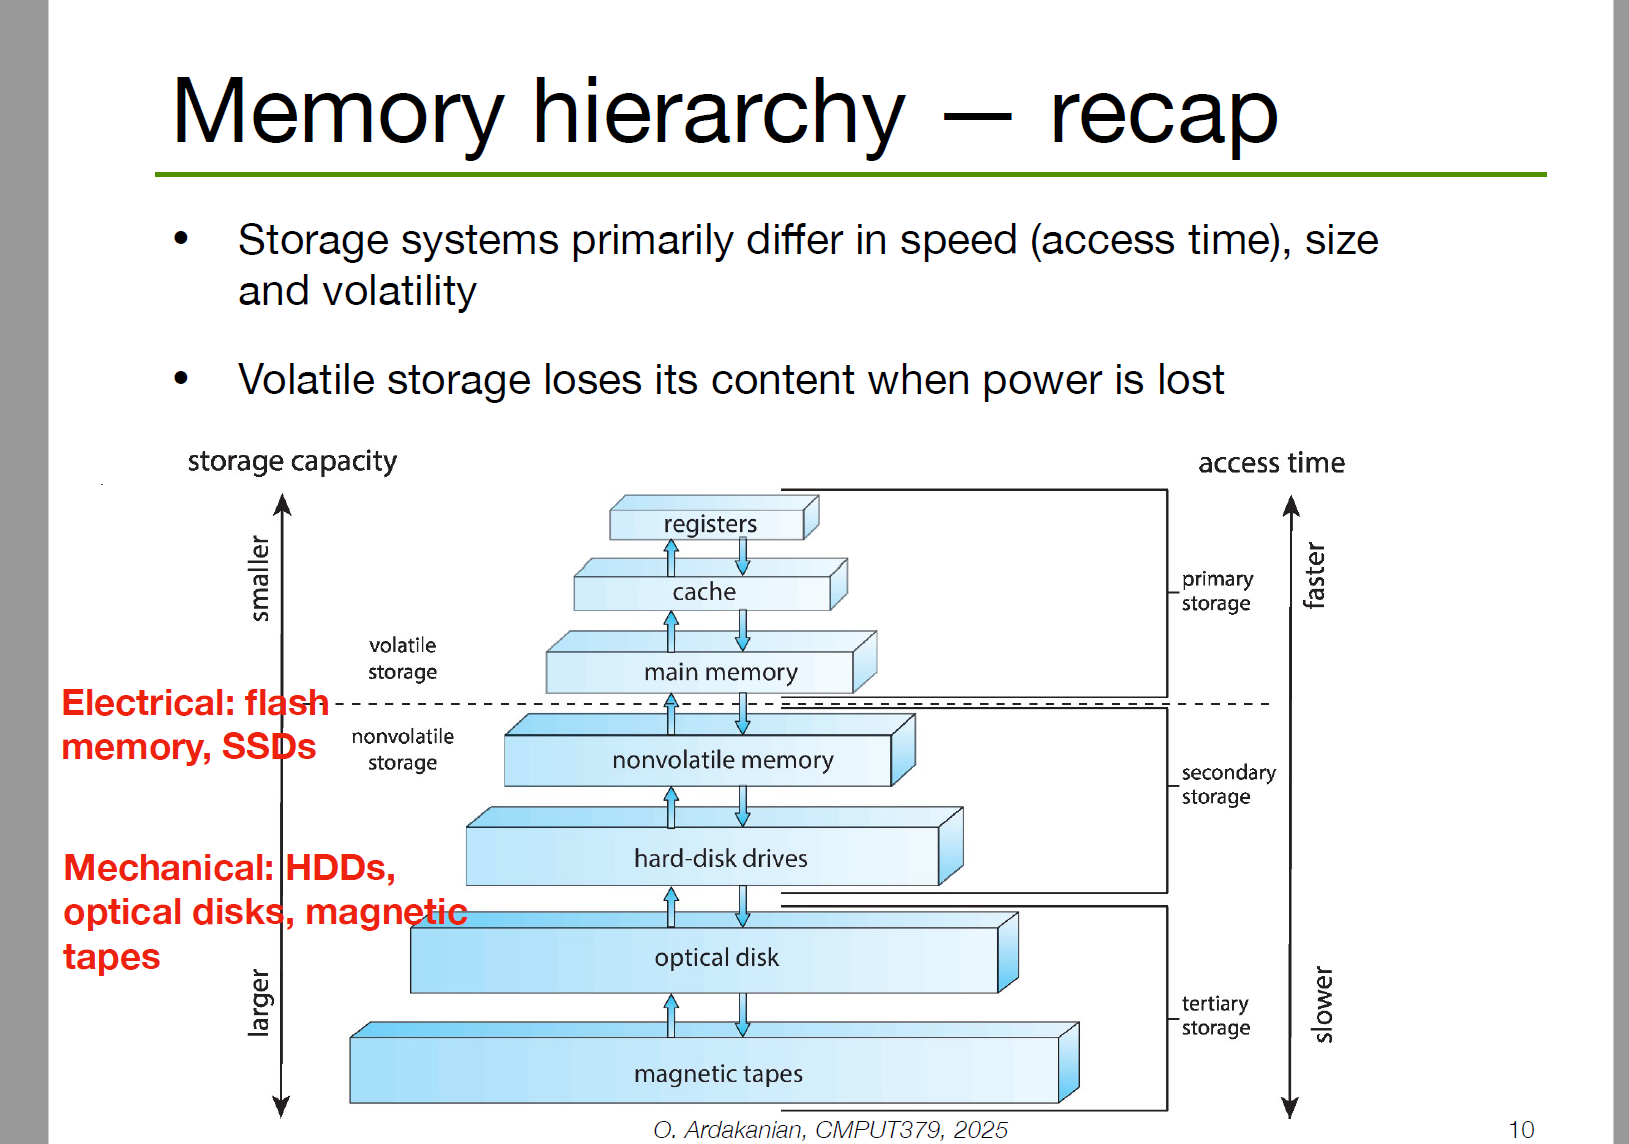 Memory hierarchy — recap
• Storage systems primarily differ in speed (access time), size
and volatility
• Volatile storage loses its content when power is lost
storage capacity
access time
smaller
larger
registers
cache
main memory
volatile
storage
Electrical: flash
memory, SSDs
nonvolatile
storage
nonvolatile memory
hard-disk drives
Mechanical: HDDs,
optical disks, magnetic
tapes
optical disk
magnetic tapes
primary
storage
secondary
storage
tertiary
storage
faster
slower
O. Ardakanian, CMPUT379, 2025
10